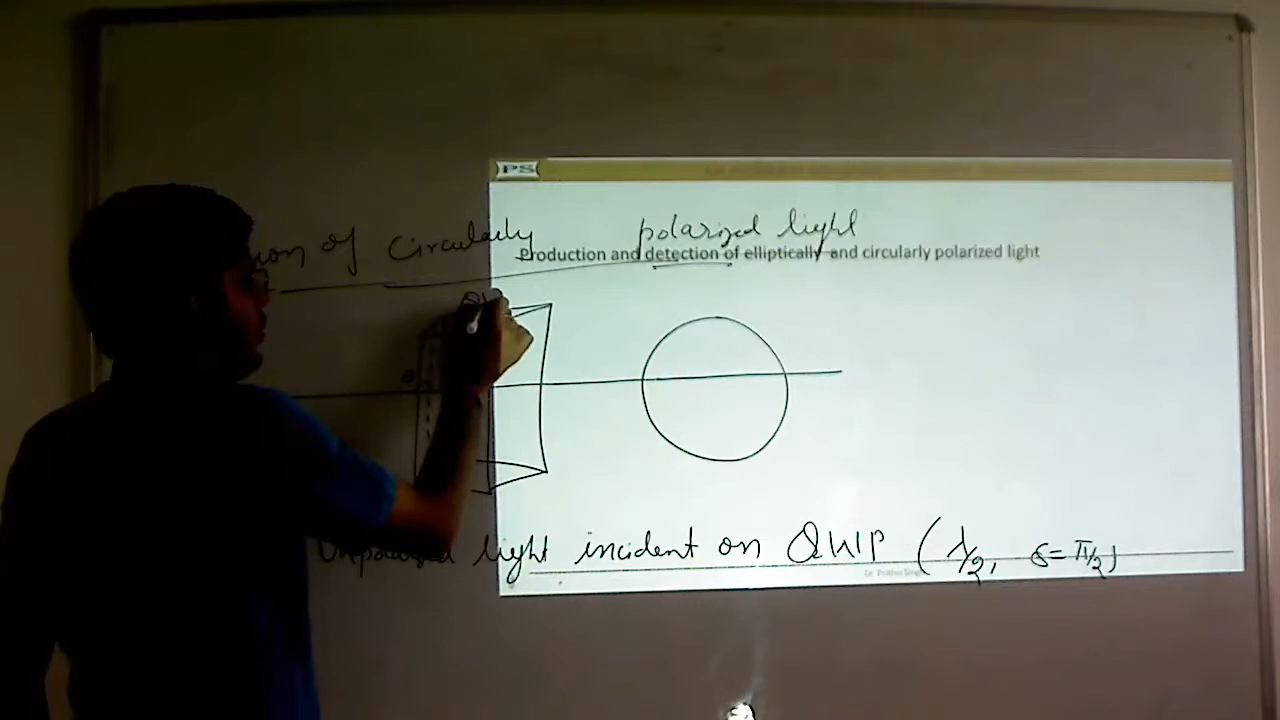 PS
ion of Circularly polarized light
Production and detection of elliptically and circularly polarized light
θ
Unpolarized light incident on QWP (λ/2, δ=π/2)